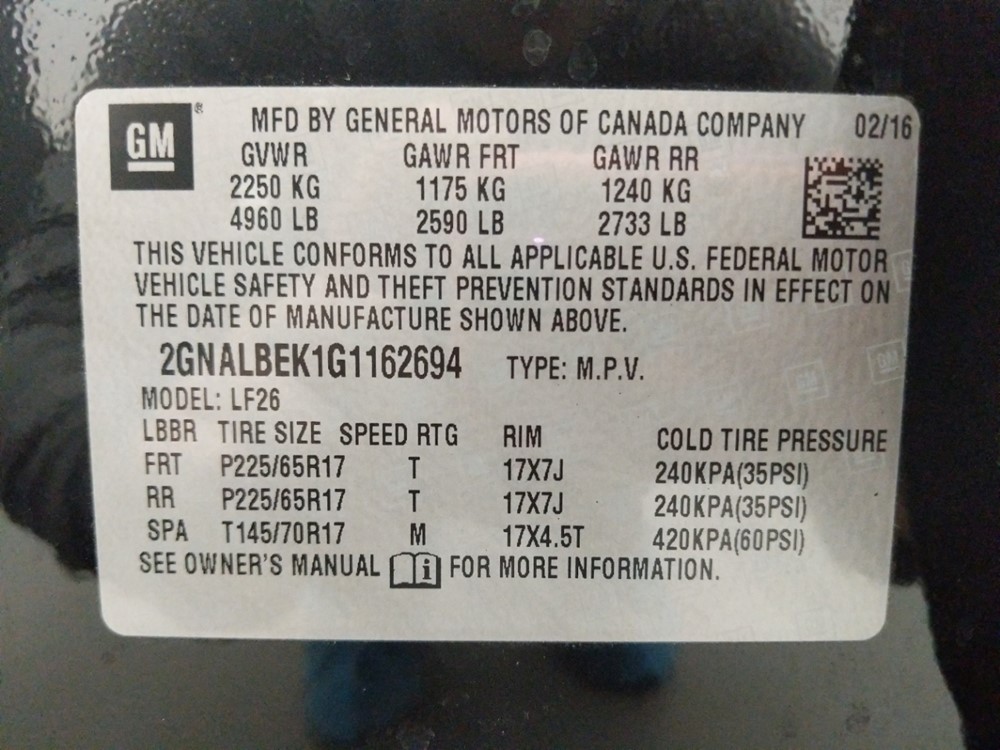 GM ® MFD BY GENERAL MOTORS OF CANADA COMPANY 02/16
GVWR GAWR FRT GAWR RR
2250 KG 1175 KG 1240 KG
4960 LB 2590 LB 2733 LB
THIS VEHICLE CONFORMS TO ALL APPLICABLE U.S. FEDERAL MOTOR
VEHICLE SAFETY AND THEFT PREVENTION STANDARDS IN EFFECT ON
THE DATE OF MANUFACTURE SHOWN ABOVE.
2GNALBEK1G1162694 TYPE: M.P.V.
MODEL: LF26
LBBR TIRE SIZE SPEED RTG RIM COLD TIRE PRESSURE
FRT P225/65R17 T 17X7J 240KPA(35PSI)
RR P225/65R17 T 17X7J 240KPA(35PSI)
SPA T145/70R17 M 17X4.5T 420KPA(60PSI)
SEE OWNER'S MANUAL i FOR MORE INFORMATION.